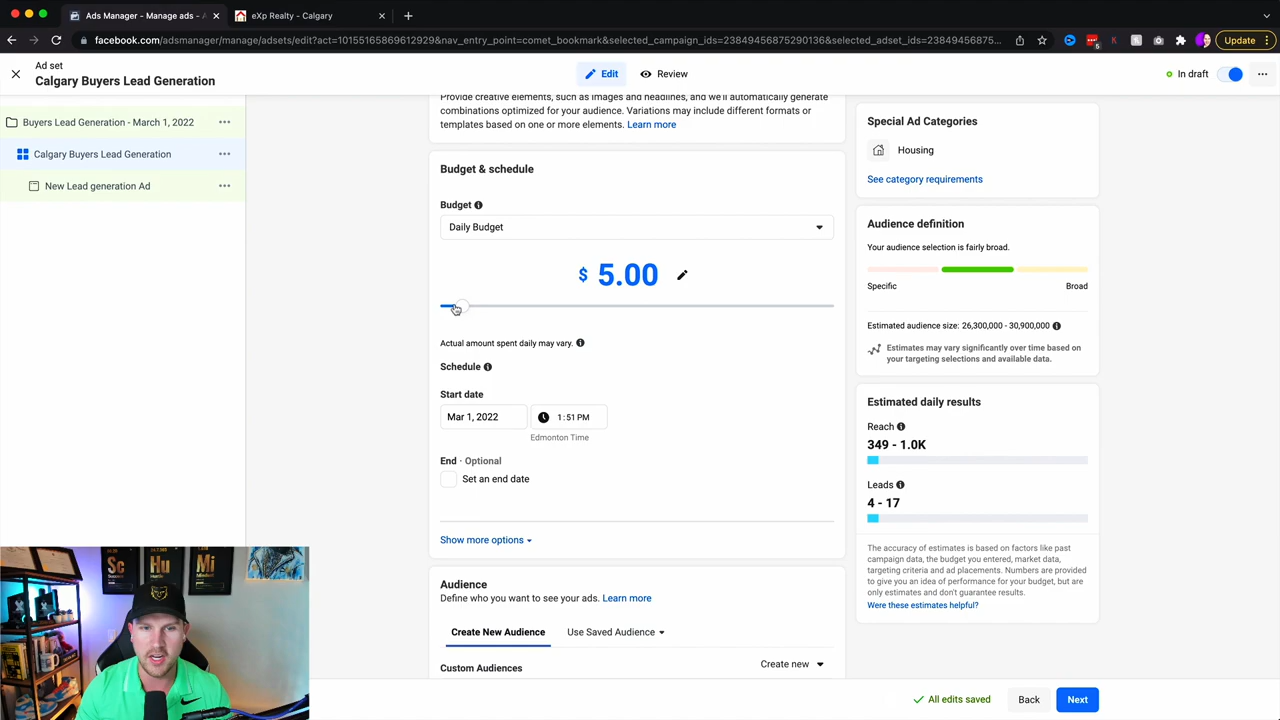 Ads Manager - Manage ads - A
eXp Realty - Calgary
facebook.com/adsmanager/manage/adsets/edit?act=10155165869612929&nav_entry_point=comet_bookmark&selected_campaign_ids=23849456875290136&selected_adset_ids=23849456875...
Update
Ad set
Calgary Buyers Lead Generation
Edit
Review
In draft
Buyers Lead Generation - March 1, 2022
Calgary Buyers Lead Generation
New Lead generation Ad
Provide creative elements, such as images and headlines, and we'll automatically generate
combinations optimized for your audience. Variations may include different formats or
templates based on one or more elements. Learn more
Budget & schedule
Budget
Daily Budget
$ 5.00
Actual amount spent daily may vary.
Schedule
Start date
Mar 1, 2022
1:51 PM
Edmonton Time
End · Optional
Set an end date
Show more options
Audience
Define who you want to see your ads. Learn more
Create New Audience
Use Saved Audience
Custom Audiences
Create new
Special Ad Categories
Housing
See category requirements
Audience definition
Your audience selection is fairly broad.
Specific
Broad
Estimated audience size: 26,300,000 - 30,900,000
Estimates may vary significantly over time based on
your targeting selections and available data.
Estimated daily results
Reach
349 - 1.0K
Leads
4 - 17
The accuracy of estimates is based on factors like past
campaign data, the budget you entered, market data,
targeting criteria and ad placements. Numbers are provided
to give you an idea of performance for your budget, but are
only estimates and don't guarantee results.
Were these estimates helpful?
All edits saved
Back
Next
Sc
Hu
Mi